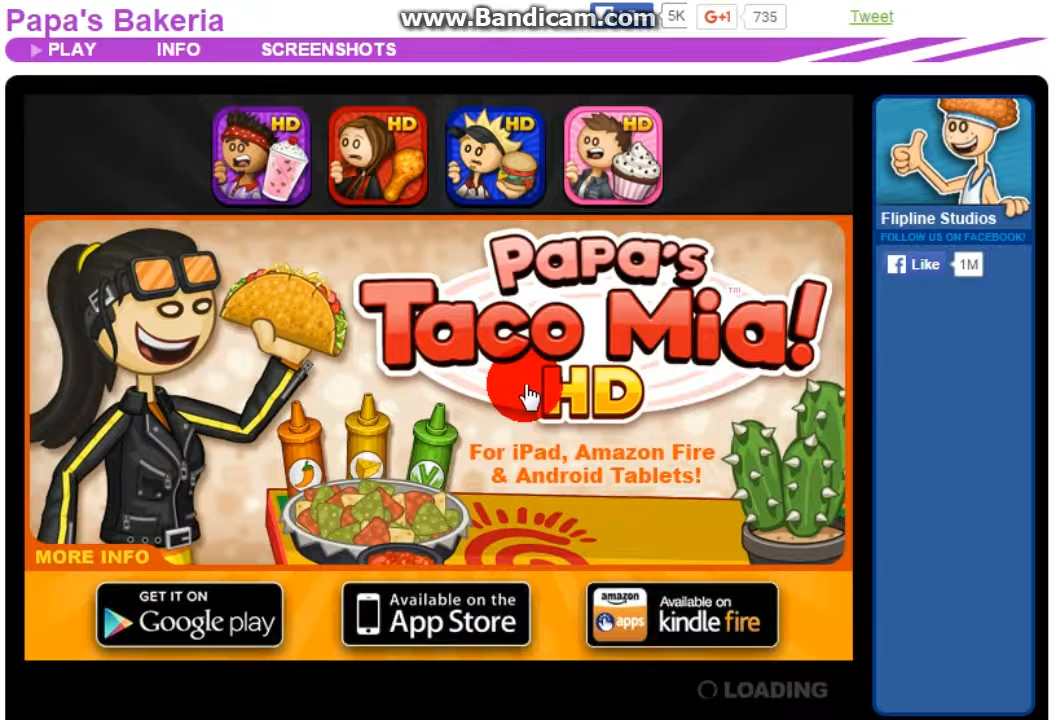 Papa's Bakeria
www.Bandicam.com
5K
G+1
735
Tweet
PLAY
INFO
SCREENSHOTS
HD
HD
HD
HD
Papa's
Taco Mia!
TM
HD
For iPad, Amazon Fire
& Android Tablets!
MORE INFO
GET IT ON
Google play
Available on the
App Store
amazon
apps
Available on
kindle fire
LOADING
Flipline Studios
FOLLOW US ON FACEBOOK!
Like
1M